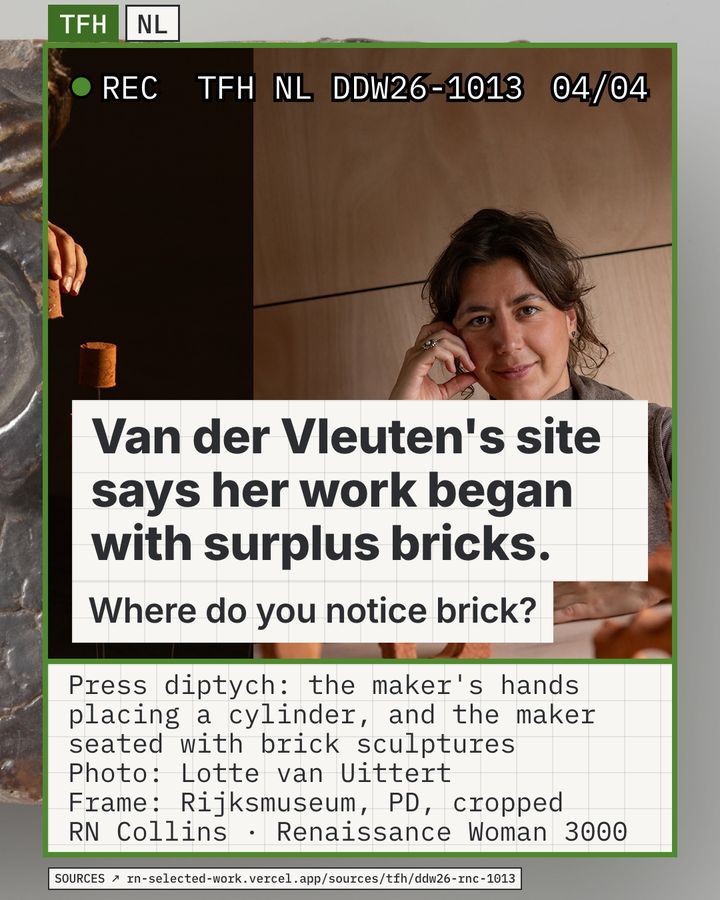 TFH NL
REC TFH NL DDW26-1013 04/04
Van der Vleuten's site
says her work began
with surplus bricks.
Where do you notice brick?
Press diptych: the maker's hands
placing a cylinder, and the maker
seated with brick sculptures
Photo: Lotte van Uittert
Frame: Rijksmuseum, PD, cropped
RN Collins · Renaissance Woman 3000
SOURCES ↗ rn-selected-work.vercel.app/sources/tfh/ddw26-rnc-1013